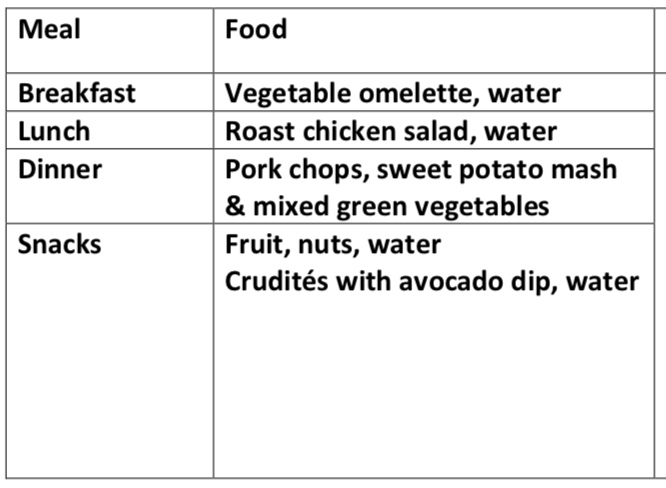 Meal Food
Breakfast Vegetable omelette, water
Lunch Roast chicken salad, water
Dinner Pork chops, sweet potato mash
& mixed green vegetables
Snacks Fruit, nuts, water
Crudités with avocado dip, water